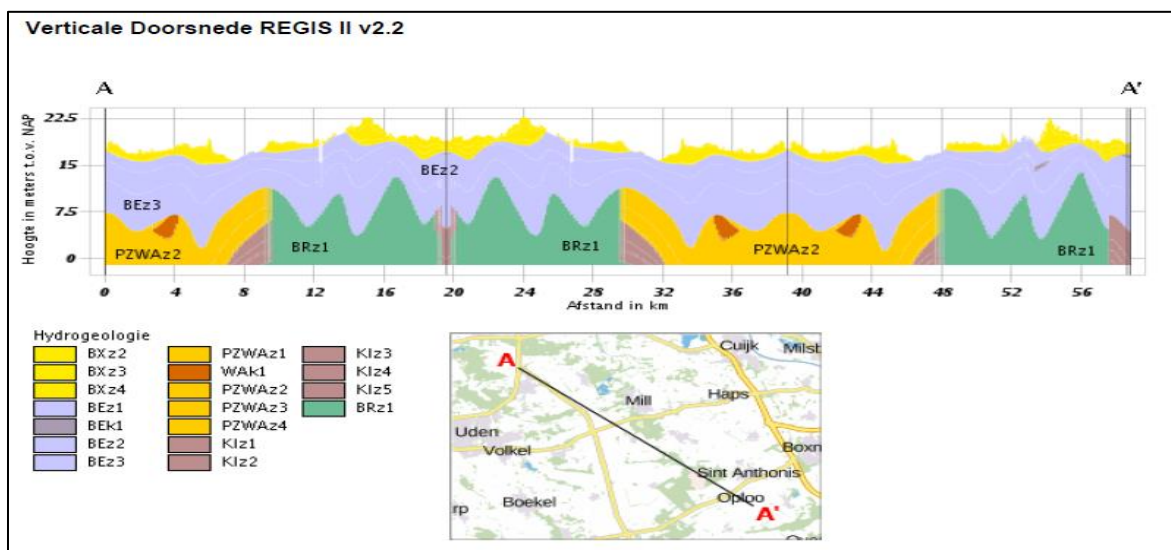 Verticale Doorsnede REGIS II v2.2
A A'
Hoogte in meters t.o.v. NAP
22.5
15
7.5
0
BEz2
BEz3
PZWAz2 BRz1 BRz1 PZWAz2 BRz1
0 4 8 12 16 20 24 28 32 36 40 44 48 52 56
Afstand in km
Hydrogeologie
BXz2 PZWAz1 KIz3
BXz3 WAk1 KIz4
BXz4 PZWAz2 KIz5
BEz1 PZWAz3 BRz1
BEk1 PZWAz4
BEz2 KIz1
BEz3 KIz2
Cuijk Milsb
A
Mill Haps
Uden
Volkel Boxn
Sint Anthonis
rp Boekel Oploo
A'